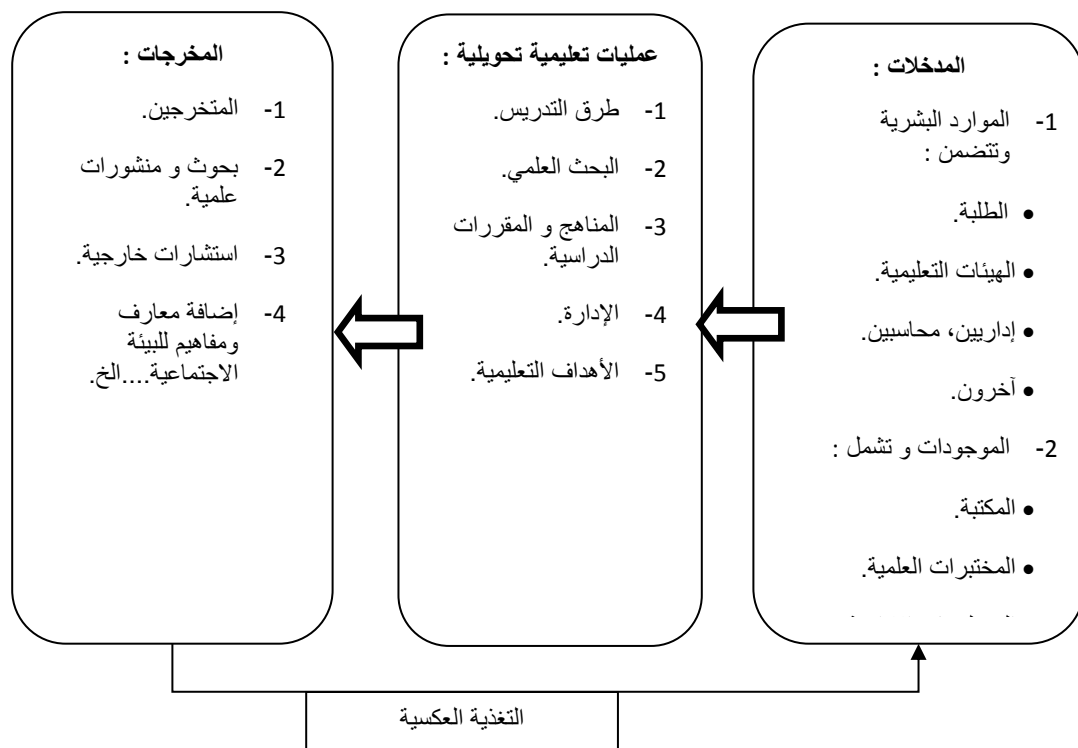 المدخلات :
1- الموارد البشرية
وتتضمن :
• الطلبة.
• الهيئات التعليمية.
• إداريين، محاسبين.
• آخرون.
2- الموجودات و تشمل :
• المكتبة.
• المختبرات العلمية.
عمليات تعليمية تحويلية :
1- طرق التدريس.
2- البحث العلمي.
3- المناهج و المقررات
الدراسية.
4- الإدارة.
5- الأهداف التعليمية.
المخرجات :
1- المتخرجين.
2- بحوث و منشورات
علمية.
3- استشارات خارجية.
4- إضافة معارف
ومفاهيم للبيئة
الاجتماعية....الخ.
التغذية العكسية